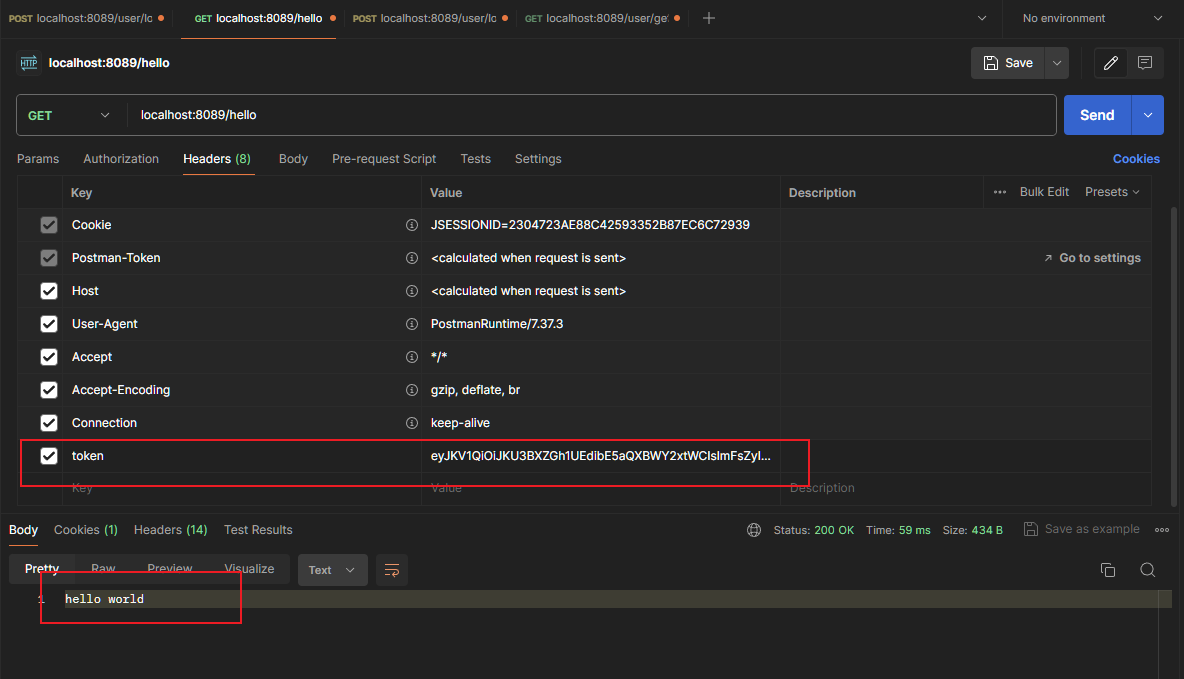 POST localhost:8089/user/lo GET localhost:8089/hello POST localhost:8089/user/lo GET localhost:8089/user/ge No environment
HTTP localhost:8089/hello Save
GET localhost:8089/hello Send
Params Authorization Headers (8) Body Pre-request Script Tests Settings Cookies
Key Value Description Bulk Edit Presets
Cookie JSESSIONID=2304723AE88C42593352B87EC6C72939
Postman-Token <calculated when request is sent> Go to settings
Host <calculated when request is sent>
User-Agent PostmanRuntime/7.37.3
Accept */*
Accept-Encoding gzip, deflate, br
Connection keep-alive
token eyJKV1QiOiJKU3BXZGh1UEdibE5aQXBWY2xtWCIsImFsZyI...
Key Value Description
Body Cookies (1) Headers (14) Test Results Status: 200 OK Time: 59 ms Size: 434 B Save as example
Pretty Raw Preview Visualize Text
1 hello world